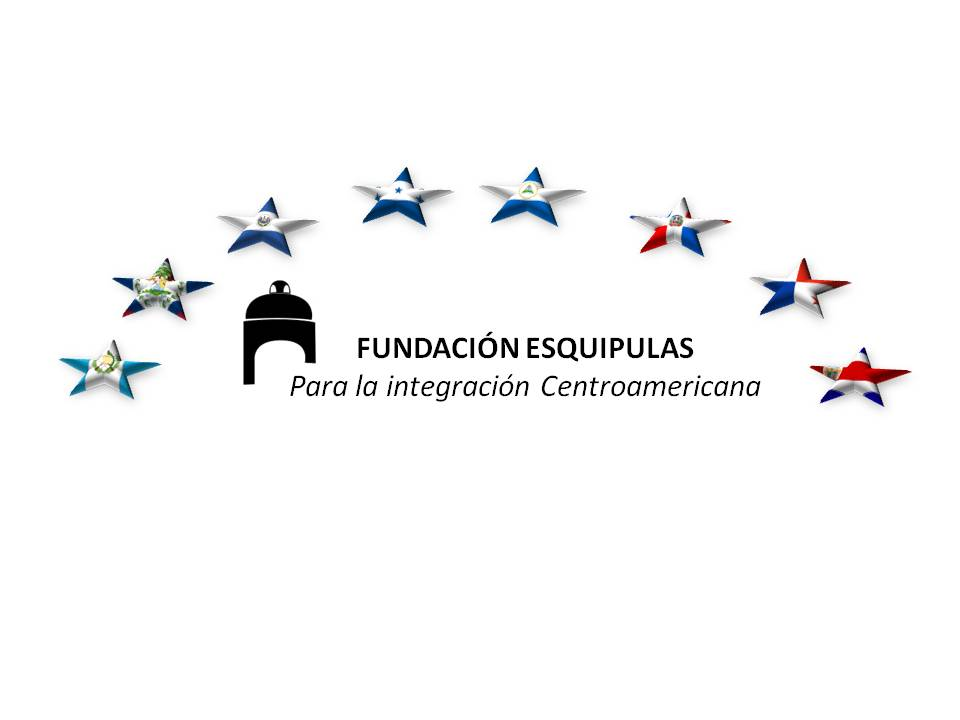 FUNDACIÓN ESQUIPULAS
Para la integración Centroamericana